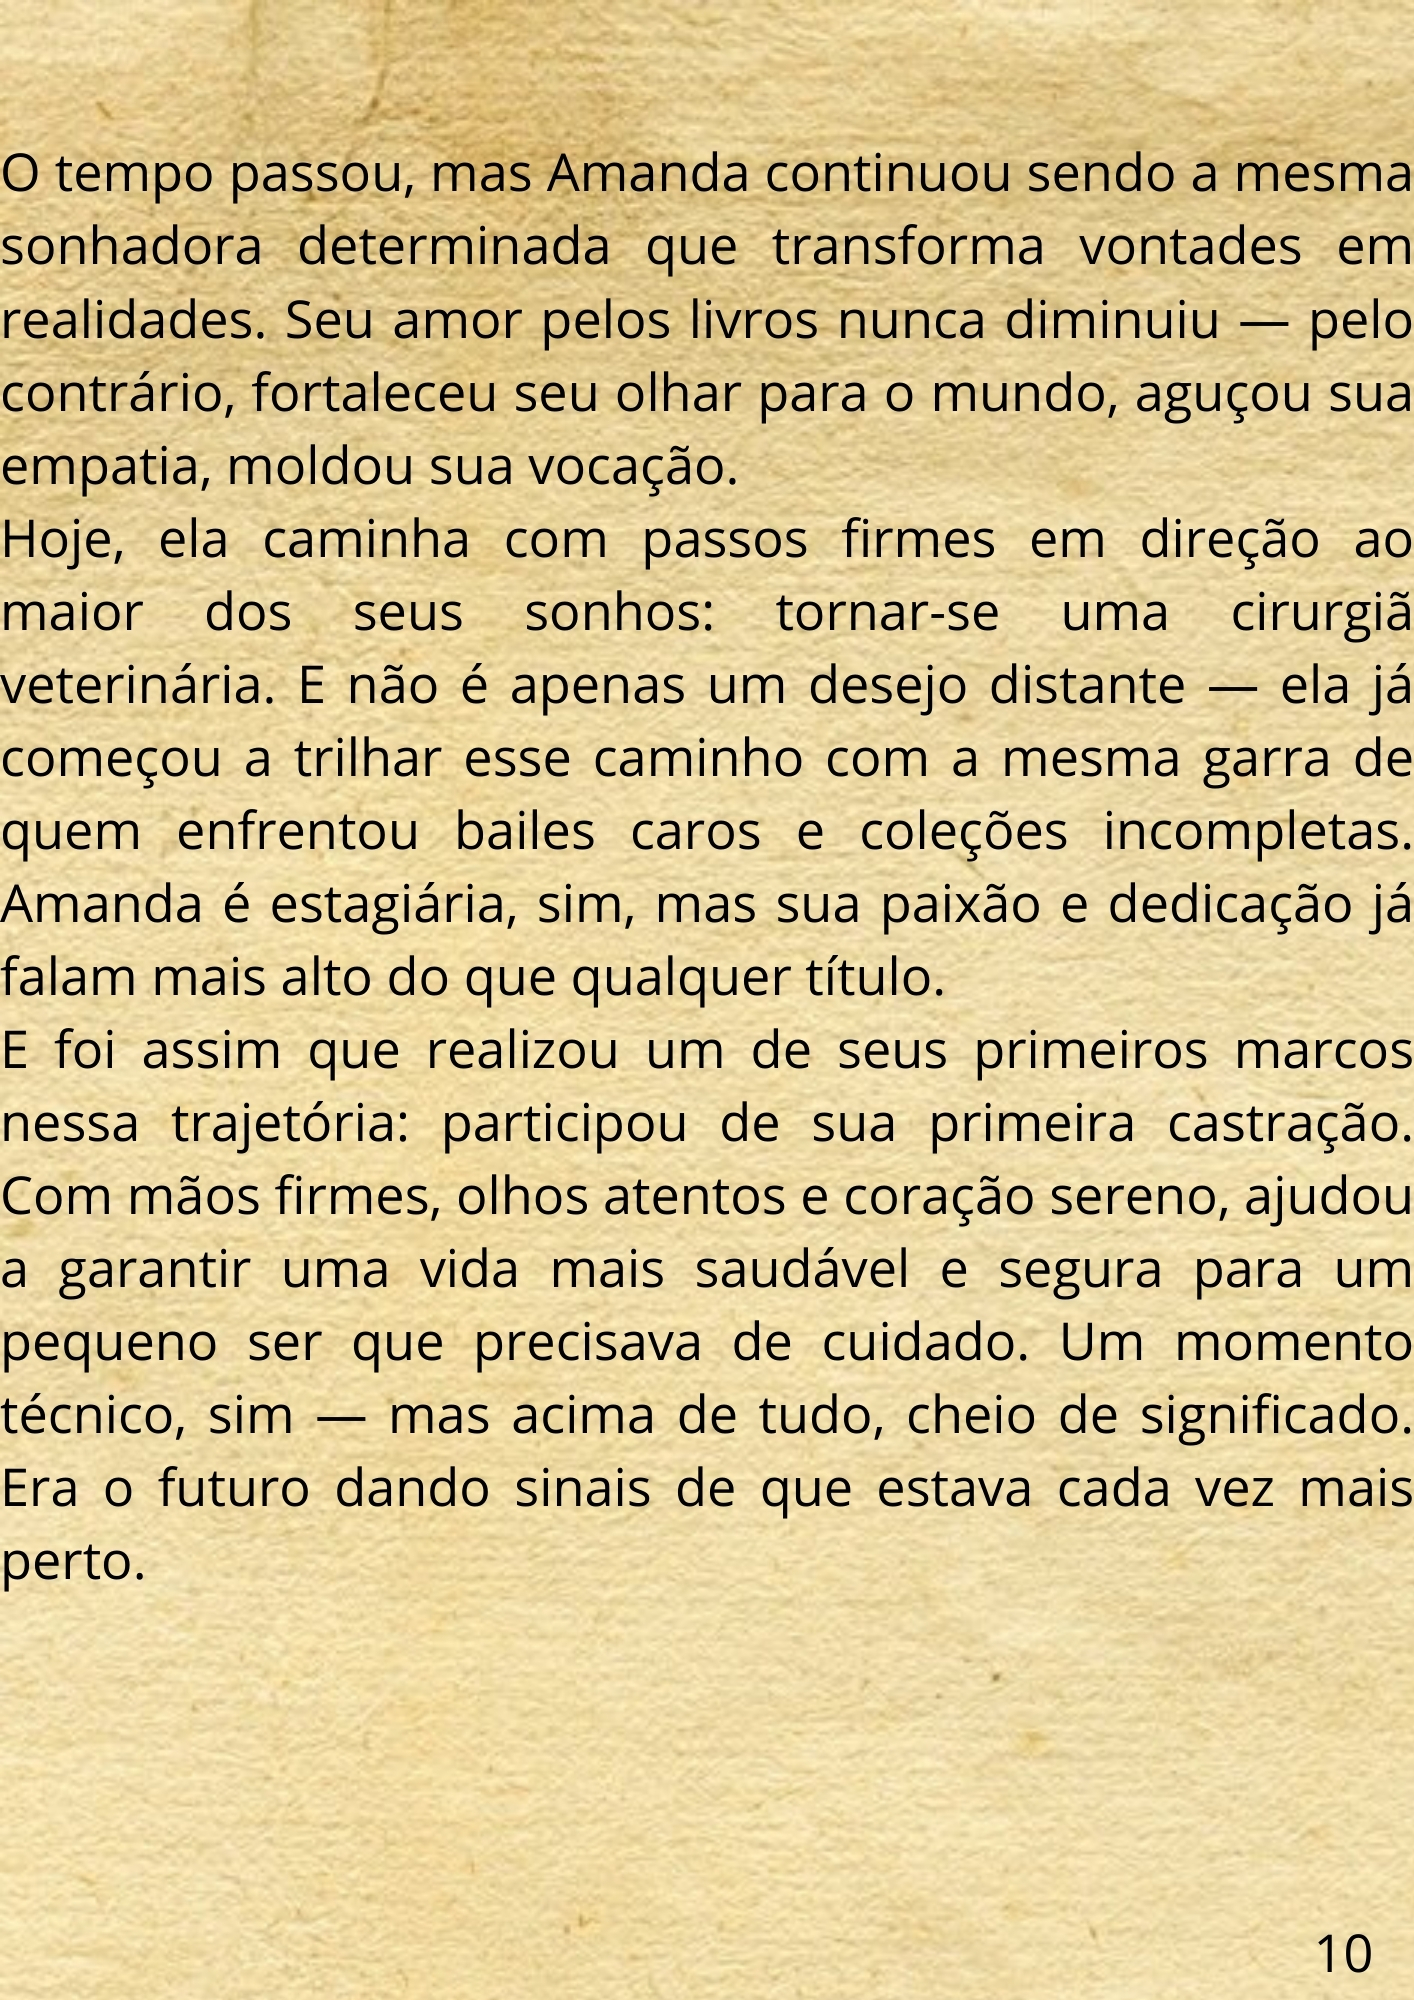 O tempo passou, mas Amanda continuou sendo a mesma
sonhadora determinada que transforma vontades em
realidades. Seu amor pelos livros nunca diminuiu — pelo
contrário, fortaleceu seu olhar para o mundo, aguçou sua
empatia, moldou sua vocação.
Hoje, ela caminha com passos firmes em direção ao
maior dos seus sonhos: tornar-se uma cirurgiã
veterinária. E não é apenas um desejo distante — ela já
começou a trilhar esse caminho com a mesma garra de
quem enfrentou bailes caros e coleções incompletas.
Amanda é estagiária, sim, mas sua paixão e dedicação já
falam mais alto do que qualquer título.
E foi assim que realizou um de seus primeiros marcos
nessa trajetória: participou de sua primeira castração.
Com mãos firmes, olhos atentos e coração sereno, ajudou
a garantir uma vida mais saudável e segura para um
pequeno ser que precisava de cuidado. Um momento
técnico, sim — mas acima de tudo, cheio de significado.
Era o futuro dando sinais de que estava cada vez mais
perto.
10